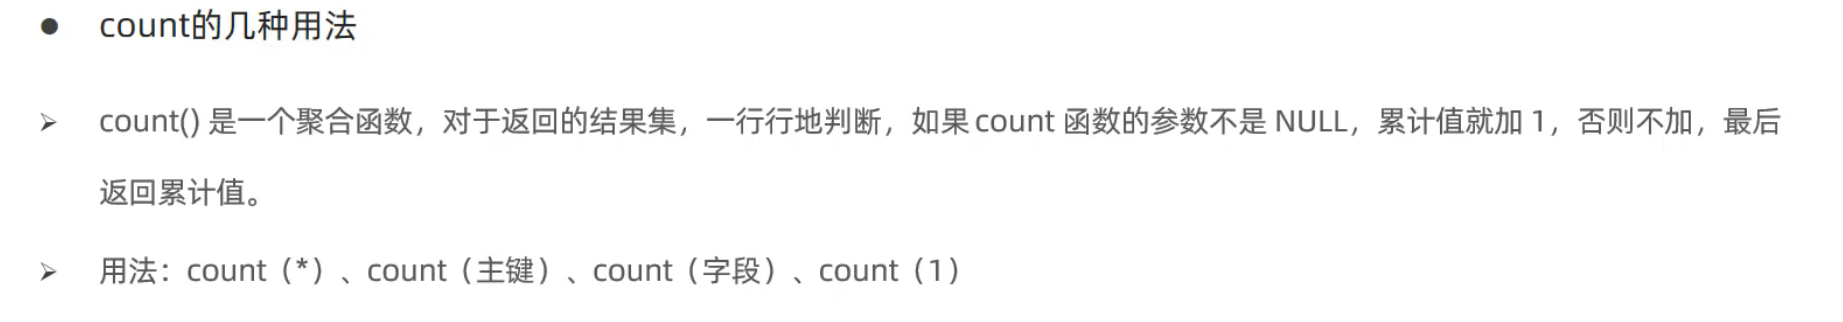 ● count的几种用法
➢ count() 是一个聚合函数，对于返回的结果集，一行行地判断，如果 count 函数的参数不是 NULL，累计值就加 1，否则不加，最后
返回累计值。
➢ 用法：count（*）、count（主键）、count（字段）、count（1）